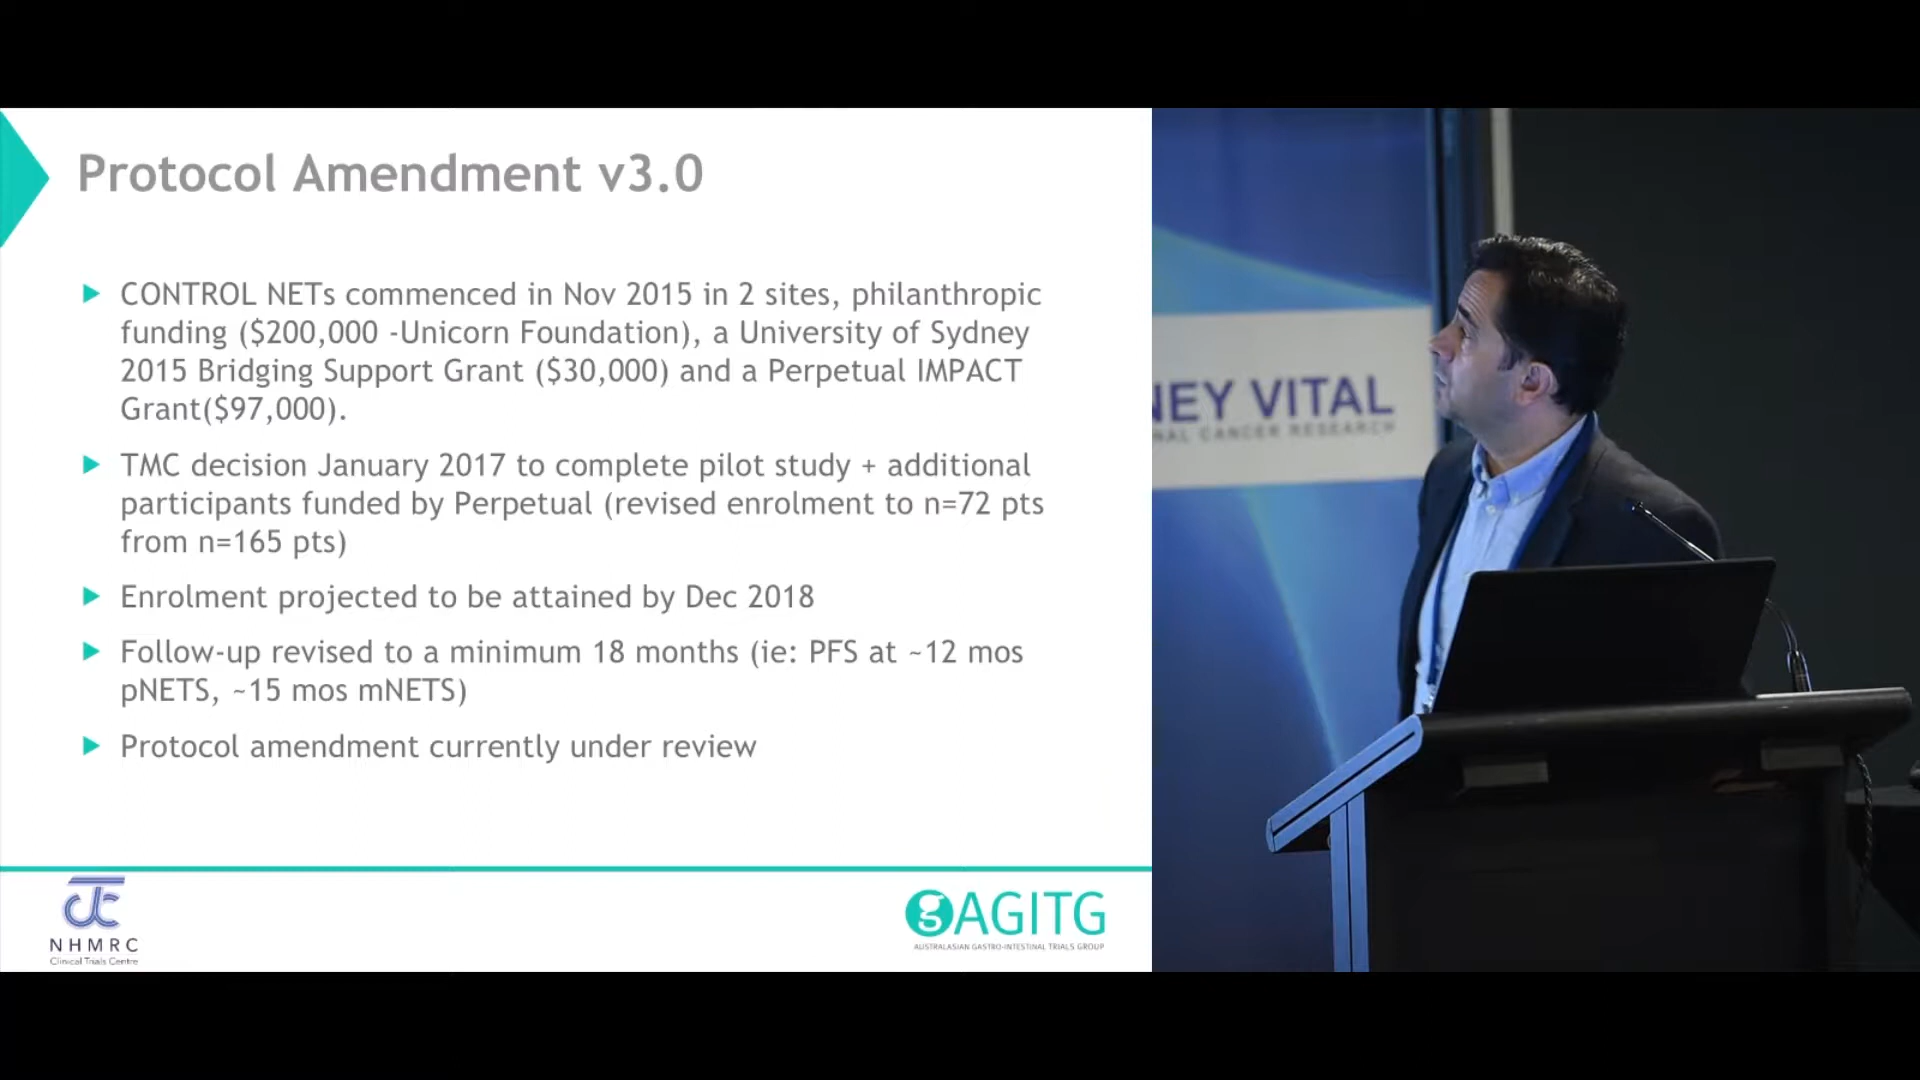 Protocol Amendment v3.0
CONTROL NETs commenced in Nov 2015 in 2 sites, philanthropic
funding ($200,000 -Unicorn Foundation), a University of Sydney
2015 Bridging Support Grant ($30,000) and a Perpetual IMPACT
Grant($97,000).
TMC decision January 2017 to complete pilot study + additional
participants funded by Perpetual (revised enrolment to n=72 pts
from n=165 pts)
Enrolment projected to be attained by Dec 2018
Follow-up revised to a minimum 18 months (ie: PFS at ~12 mos
pNETS, ~15 mos mNETS)
Protocol amendment currently under review
NHMRC
Clinical Trials Centre
AGITG
AUSTRALASIAN GASTRO-INTESTINAL TRIALS GROUP
NEY VITAL
NAL CANCER RESEARCH